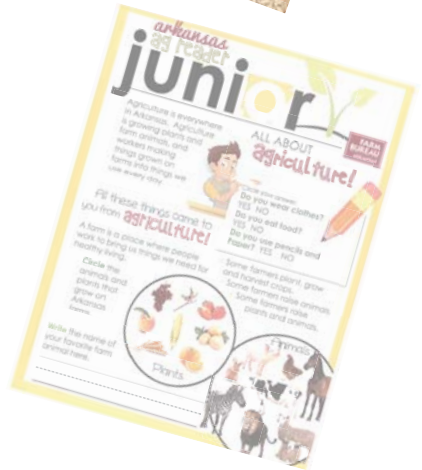 arkansas
ag reader
junior
Agriculture is everywhere
in Arkansas. Agriculture
is growing plants and
farm animals, and
workers making
things grown on
farms into things we
use every day.
ALL ABOUT
agriculture!
FARM
BUREAU
Circle your answer.
Do you wear clothes?
YES NO
Do you eat food?
YES NO
Do you use pencils and
Paper? YES NO
All these things came to
you from agriculture!
A farm is a place where people
work to bring us things we need for
healthy living.
Circle the
animals and
plants that
grow on
Arkansas
farms.
Some farmers plant, grow
and harvest crops.
Some farmers raise animals.
Some farmers raise
plants and animals.
Write the name of
your favorite farm
animal here.
Plants
Animals